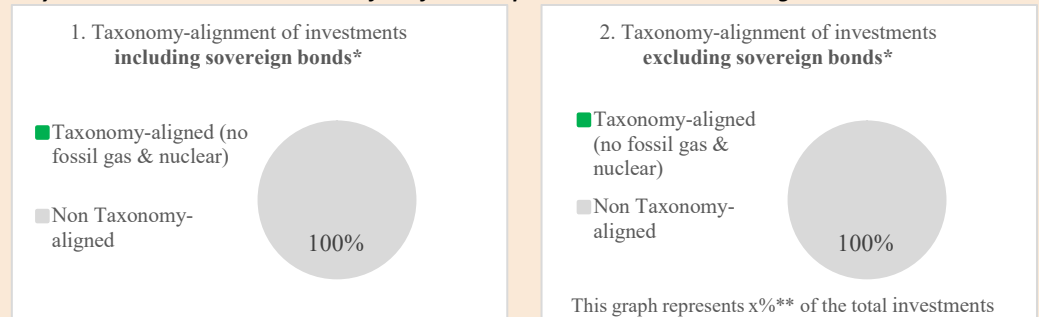 1. Taxonomy-alignment of investments
including sovereign bonds*
Taxonomy-aligned (no
fossil gas & nuclear)
Non Taxonomy-
aligned
100%
2. Taxonomy-alignment of investments
excluding sovereign bonds*
Taxonomy-aligned
(no fossil gas &
nuclear)
Non Taxonomy-
aligned
100%
This graph represents x%** of the total investments